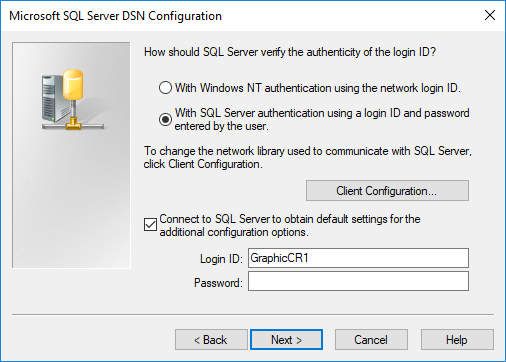 Microsoft SQL Server DSN Configuration
How should SQL Server verify the authenticity of the login ID?
With Windows NT authentication using the network login ID.
With SQL Server authentication using a login ID and password
entered by the user.
To change the network library used to communicate with SQL Server,
click Client Configuration.
Client Configuration...
Connect to SQL Server to obtain default settings for the
additional configuration options.
Login ID: GraphicCR1
Password:
< Back Next > Cancel Help